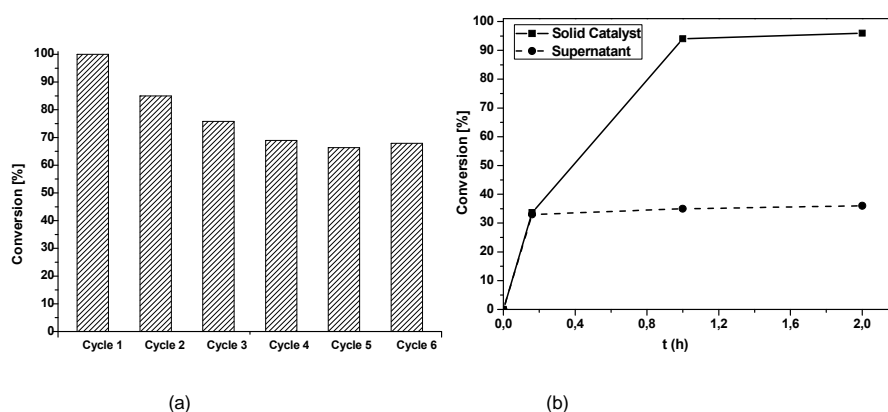 100
90
80
70
60
50
40
30
20
10
0
Conversion [%]
Cycle 1 Cycle 2 Cycle 3 Cycle 4 Cycle 5 Cycle 6
(a)
100
90
80
70
60
50
40
30
20
10
0
Conversion [%]
Solid Catalyst
Supernatant
0,0 0,4 0,8 1,2 1,6 2,0
t (h)
(b)